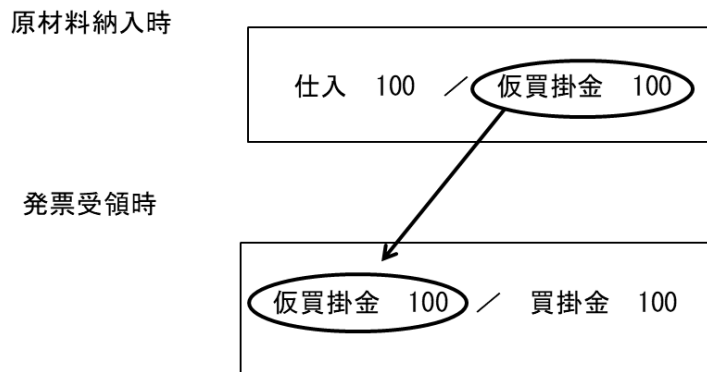 原材料納入時
仕入 100 ／ 仮買掛金 100
発票受領時
仮買掛金 100 ／ 買掛金 100